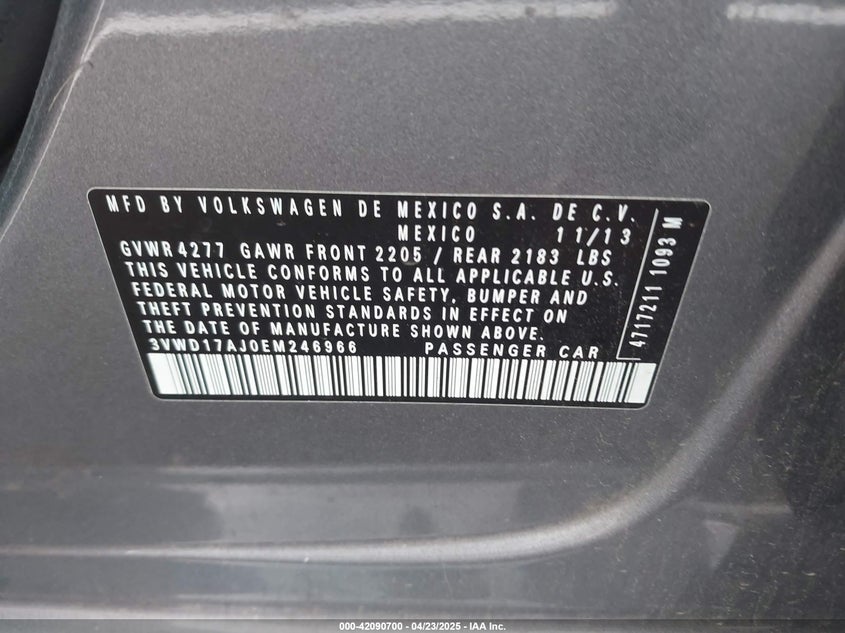 MFD BY VOLKSWAGEN DE MEXICO S.A. DE C.V.
MEXICO 11/13
GVWR 4277 GAWR FRONT 2205 / REAR 2183 LBS
THIS VEHICLE CONFORMS TO ALL APPLICABLE U.S.
FEDERAL MOTOR VEHICLE SAFETY, BUMPER AND
THEFT PREVENTION STANDARDS IN EFFECT ON
THE DATE OF MANUFACTURE SHOWN ABOVE.
3VWD17AJ0EM246966 PASSENGER CAR
4717211 1093 M
000-42090700 - 04/23/2025 - IAA Inc.